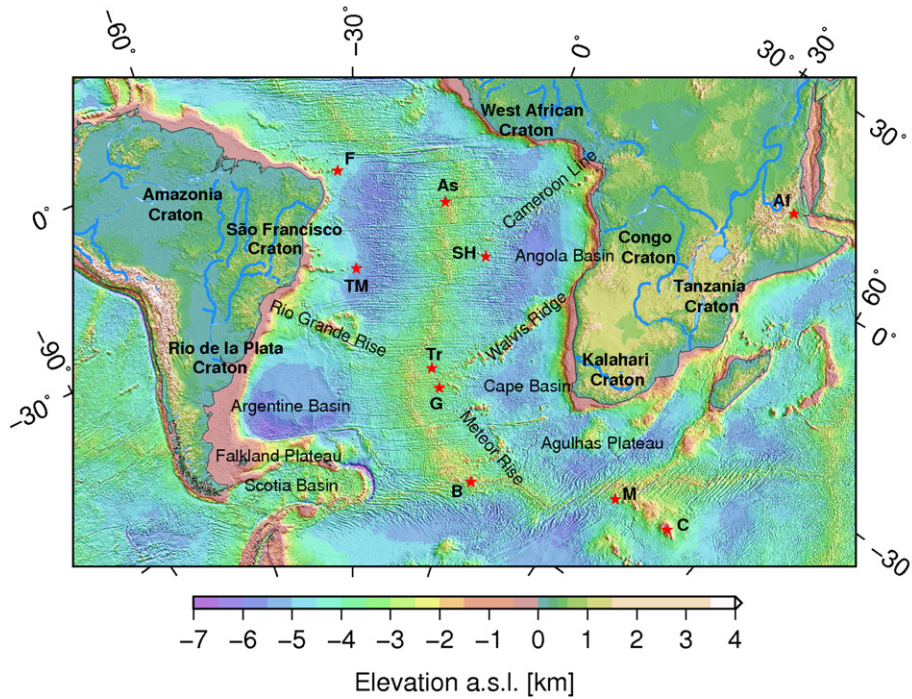 −60°
−30°
0°
30°
30°
West African
Craton
30°
F
As
Cameroon Line
Amazonia
Craton
Af
0°
São Francisco
Craton
SH
Angola Basin
Congo
Craton
TM
Tanzania
Craton
60°
Rio Grande Rise
Walvis Ridge
0°
Rio de la Plata
Craton
Tr
Kalahari
Craton
−90°
G
Cape Basin
−30°
Argentine Basin
Meteor Rise
Agulhas Plateau
Falkland Plateau
Scotia Basin
B
M
C
−30
−7 −6 −5 −4 −3 −2 −1 0 1 2 3 4
Elevation a.s.l. [km]